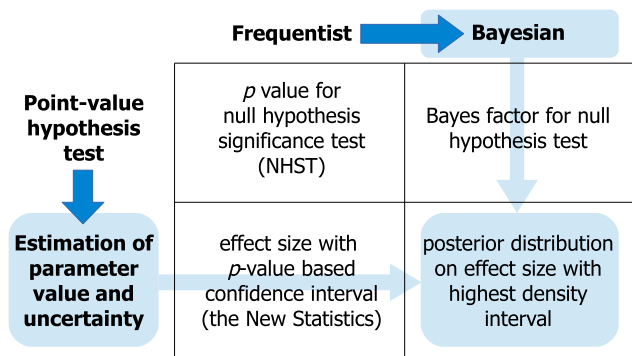 Frequentist
Bayesian
Point-value
hypothesis
test
p value for
null hypothesis
significance test
(NHST)
Bayes factor for null
hypothesis test
Estimation of
parameter
value and
uncertainty
effect size with
p-value based
confidence interval
(the New Statistics)
posterior distribution
on effect size with
highest density
interval